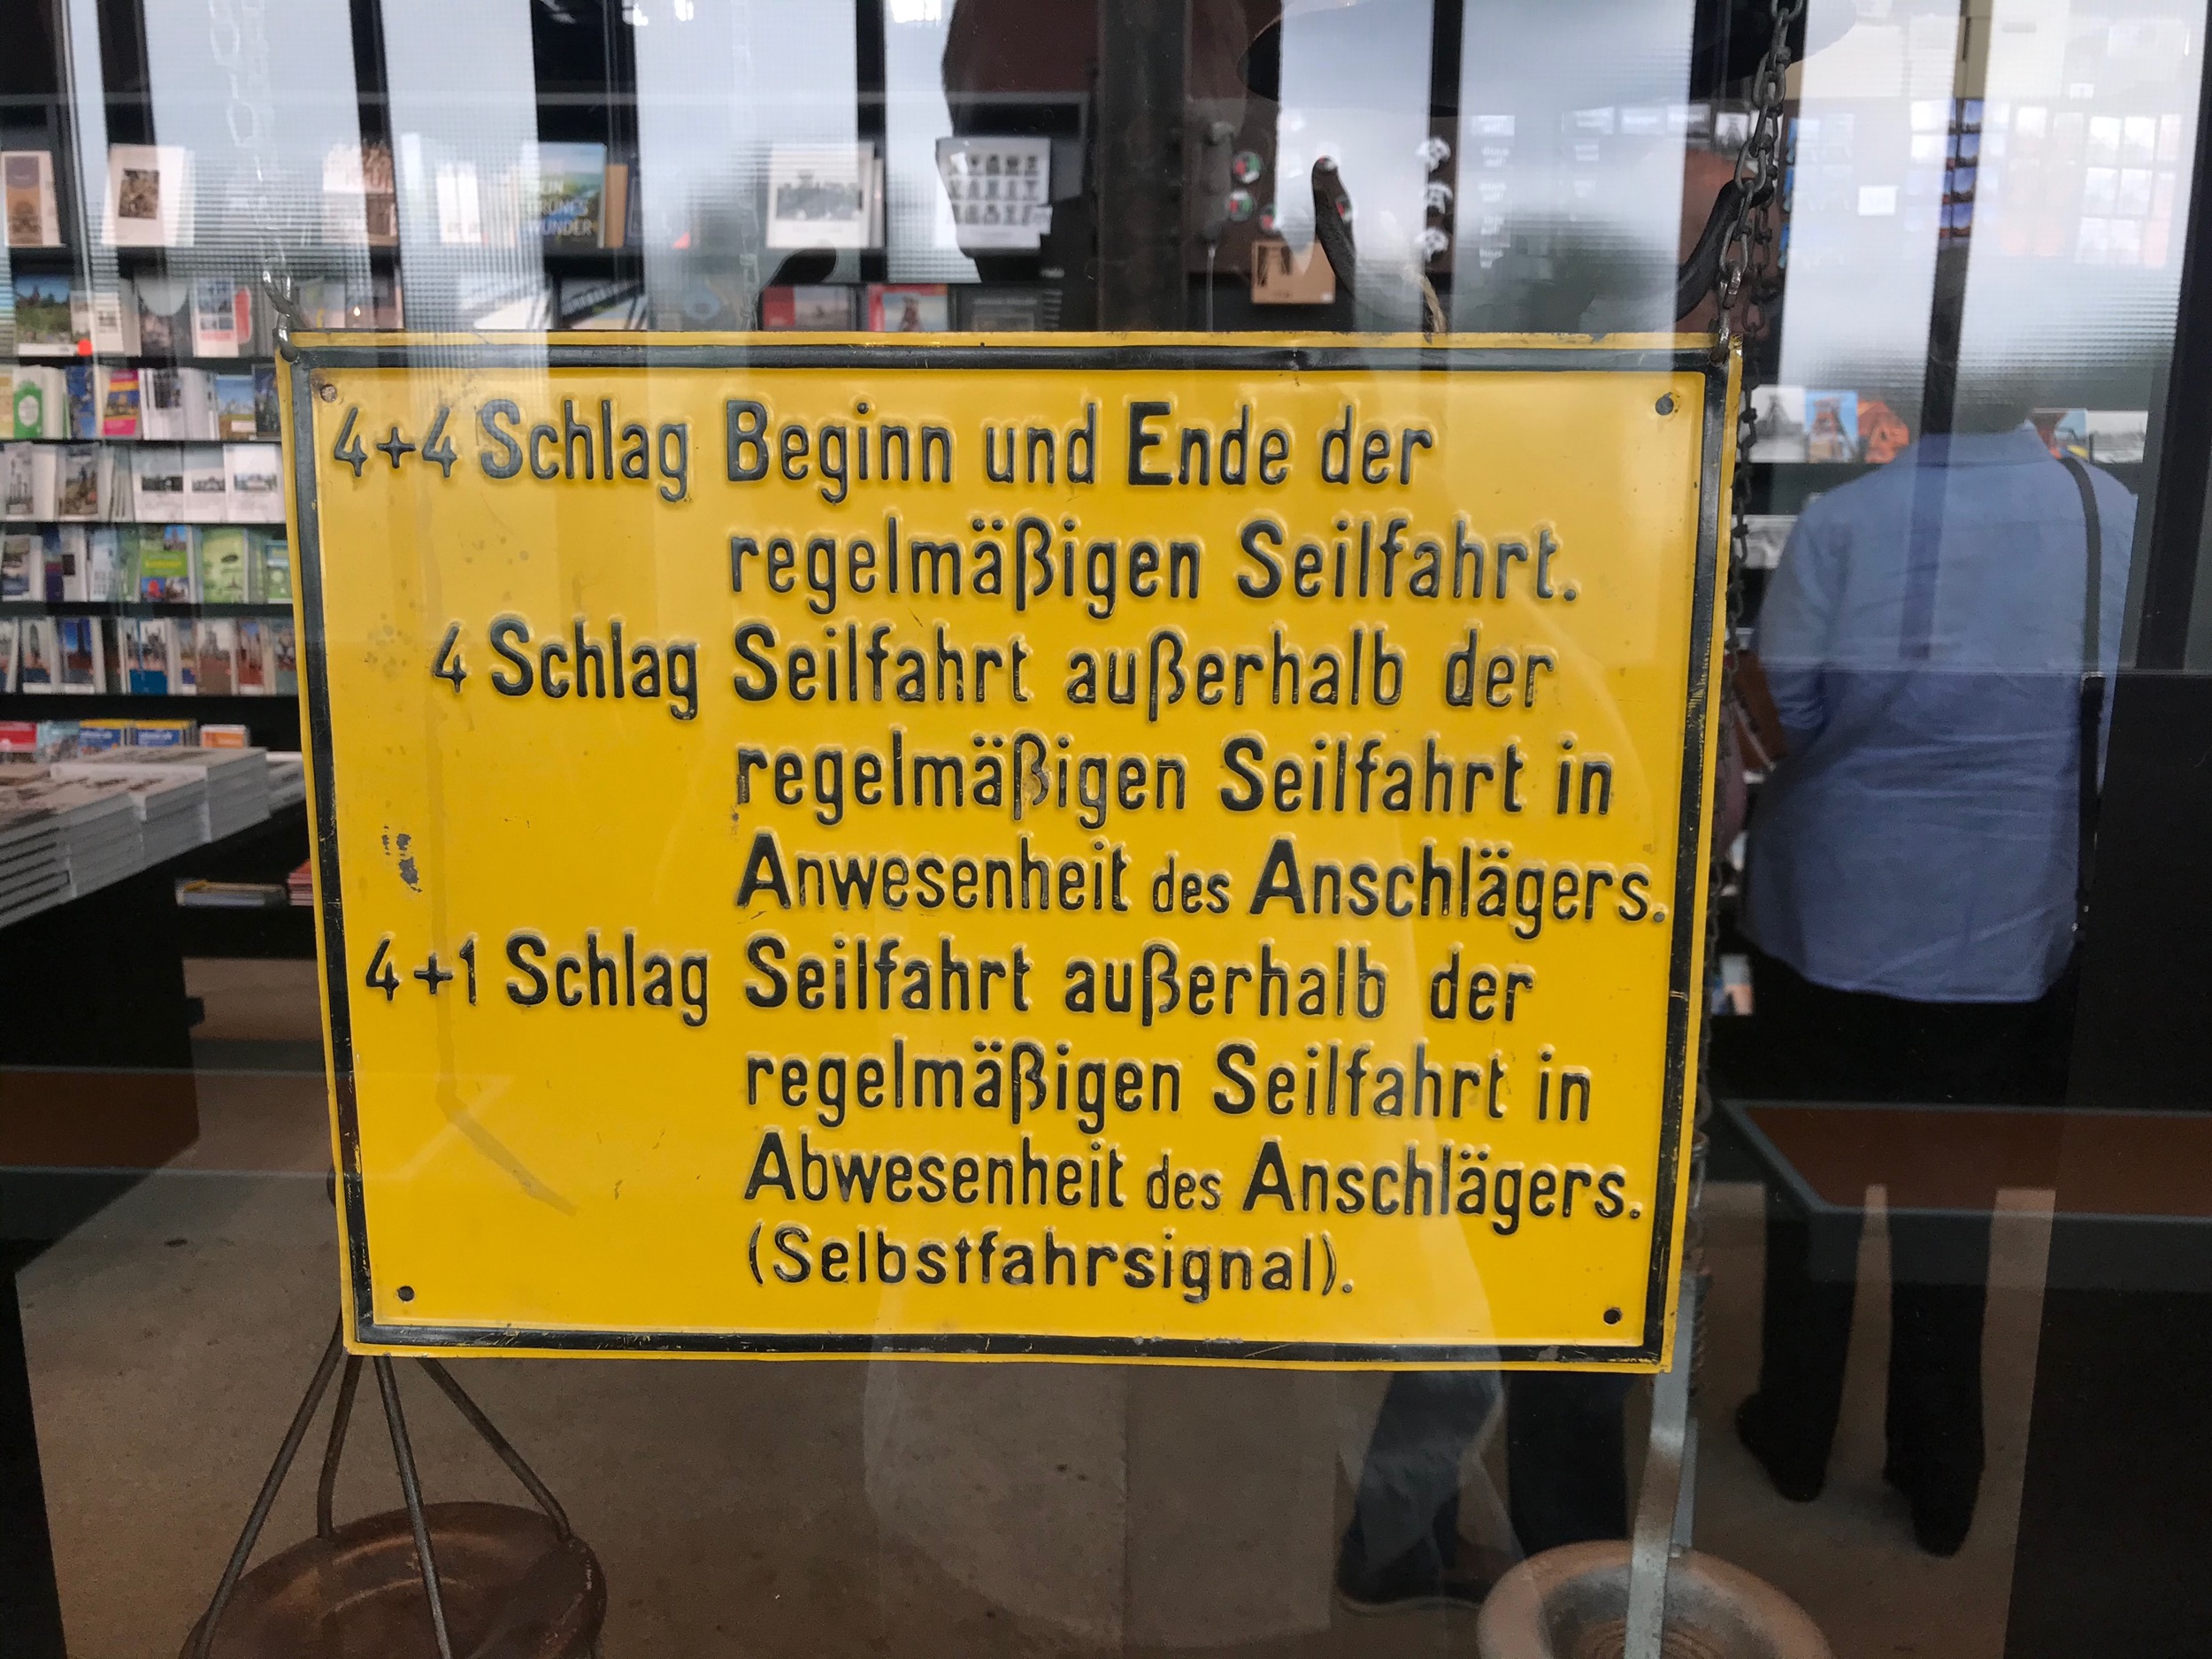 4+4 Schlag Beginn und Ende der
regelmäßigen Seilfahrt.
4 Schlag Seilfahrt außerhalb der
regelmäßigen Seilfahrt in
Anwesenheit des Anschlägers.
4+1 Schlag Seilfahrt außerhalb der
regelmäßigen Seilfahrt in
Abwesenheit des Anschlägers.
(Selbstfahrsignal).